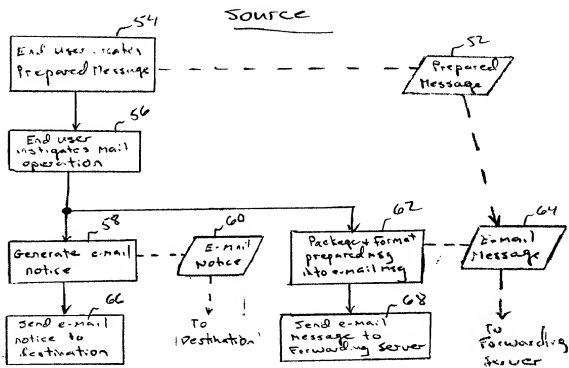 Source
54
End user creates
Prepared Message
52
Prepared
Message
56
End user
instigates Mail
operation
58
Generate e-mail
notice
60
E-Mail
Notice
62
Package & Format
prepared msg
into e-mail msg
64
E-mail
Message
66
Send e-mail
notice to
destination
To
'Destination'
68
Send e-mail
message to
Forwarding Server
To
Forwarding
Server